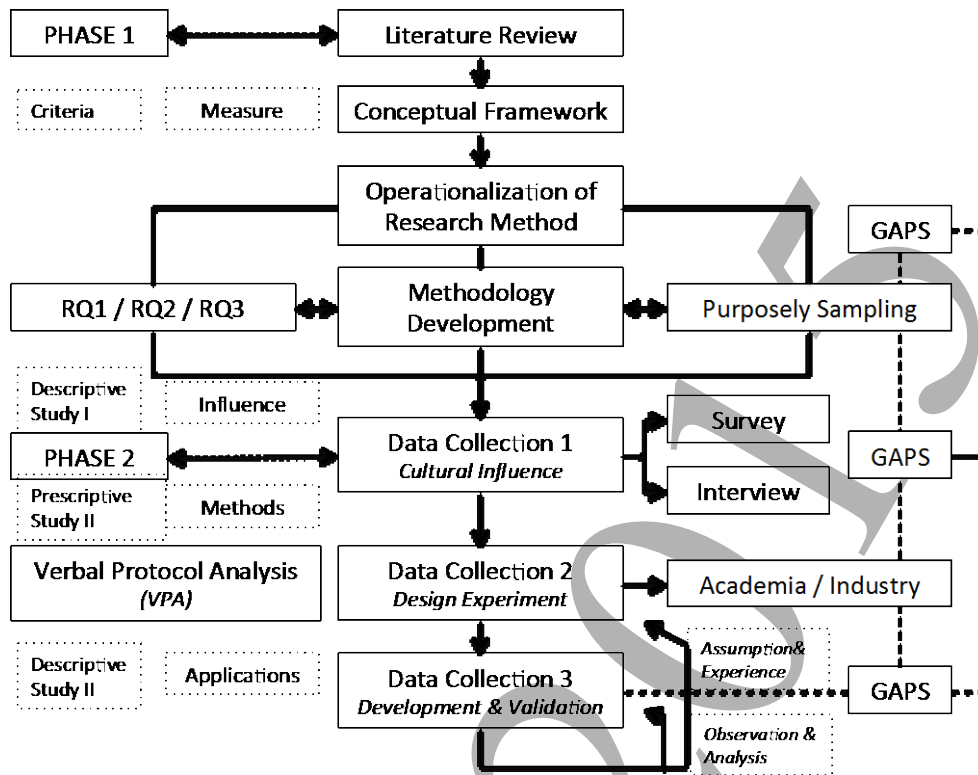 PHASE 1
Literature Review
Criteria
Measure
Conceptual Framework
Operationalization of
Research Method
GAPS
RQ1 / RQ2 / RQ3
Methodology
Development
Purposely Sampling
Descriptive
Study I
Influence
Survey
PHASE 2
Data Collection 1
Cultural Influence
GAPS
Prescriptive
Study II
Methods
Interview
Verbal Protocol Analysis
(VPA)
Data Collection 2
Design Experiment
Academia / Industry
Descriptive
Study II
Applications
Data Collection 3
Development & Validation
Assumption&
Experience
GAPS
Observation &
Analysis
2015